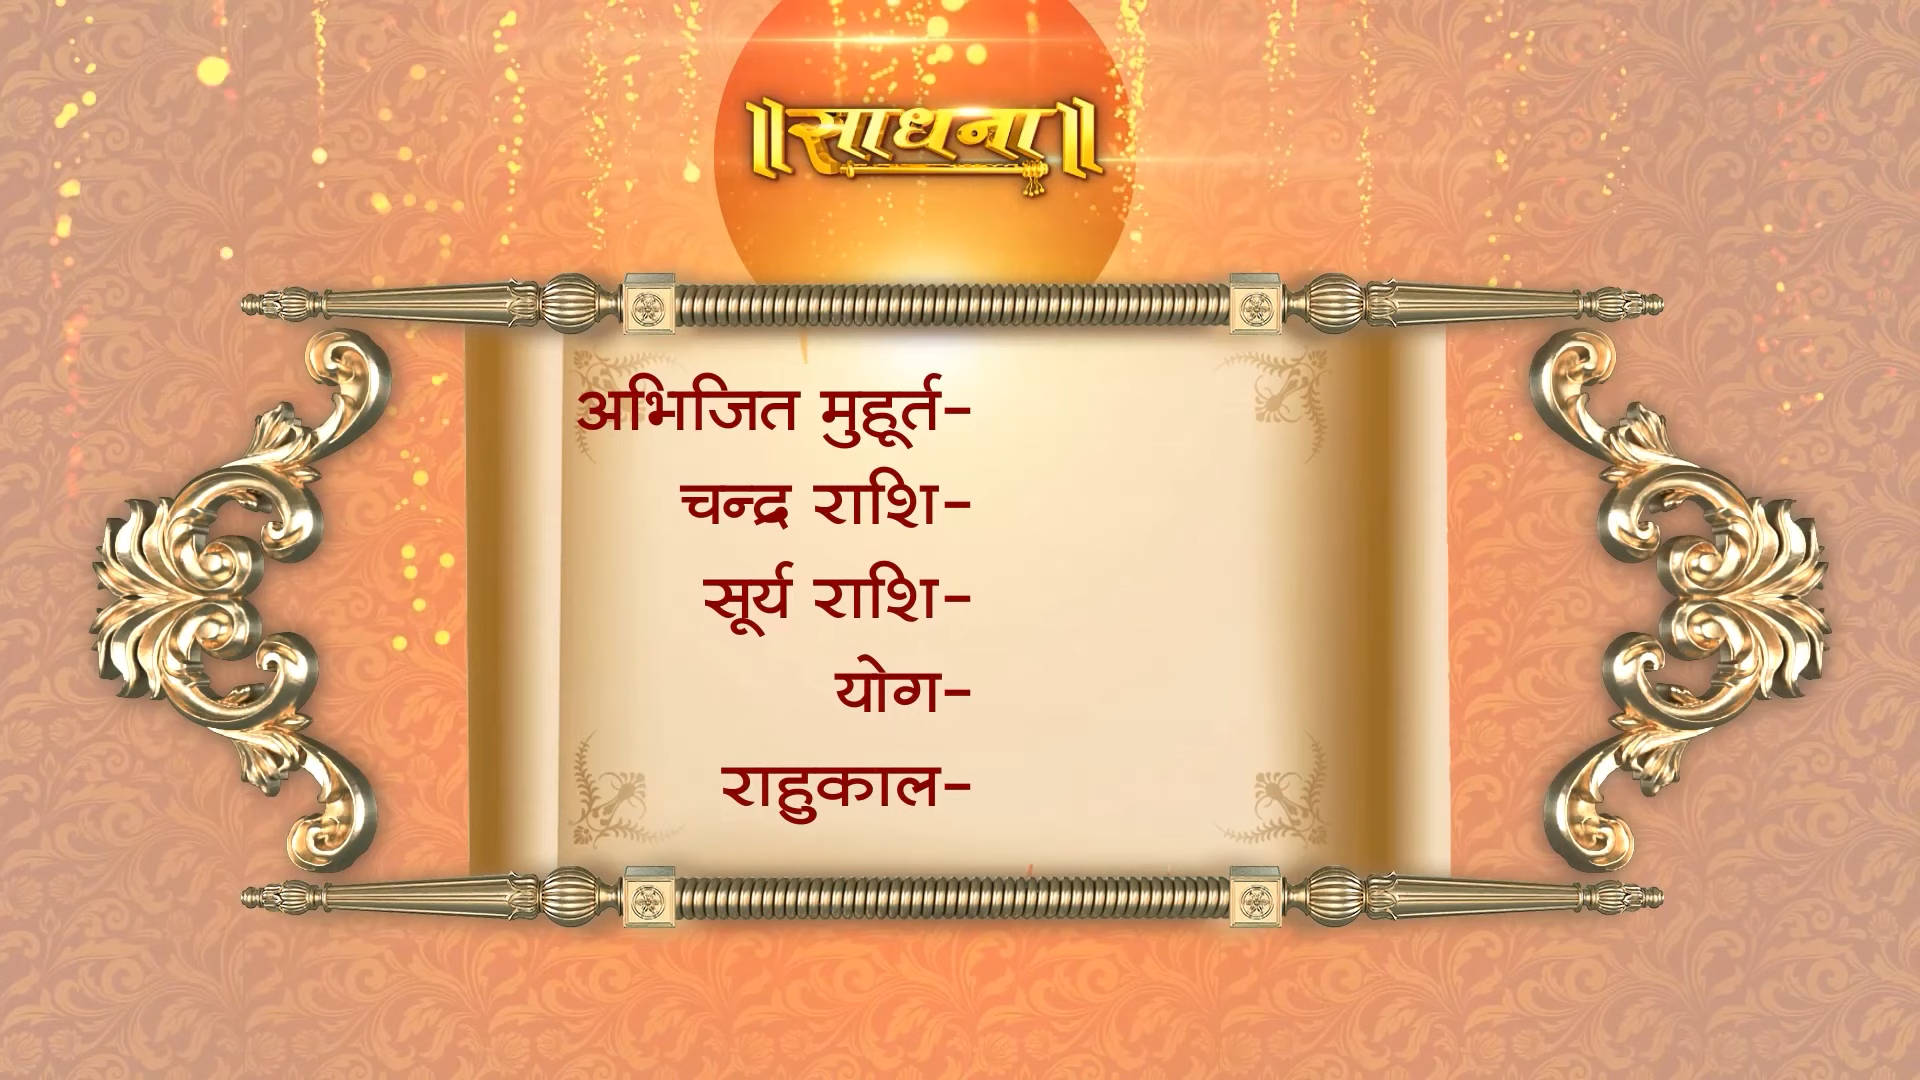 ॥साधना॥
अभिजित मुहूर्त-
चन्द्र राशि-
सूर्य राशि-
योग-
राहुकाल-